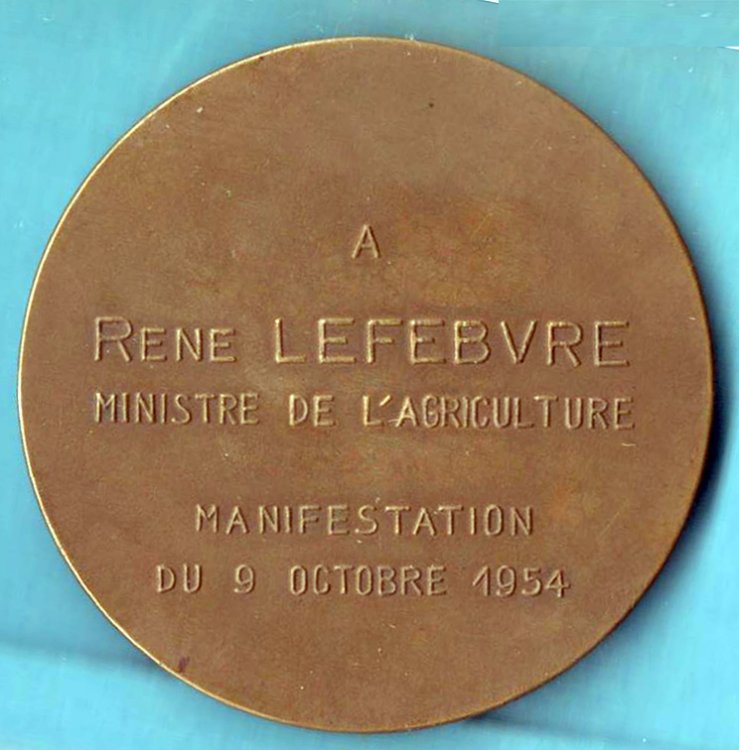 A
RENE LEFEBVRE
MINISTRE DE L'AGRICULTURE
MANIFESTATION
DU 9 OCTOBRE 1954